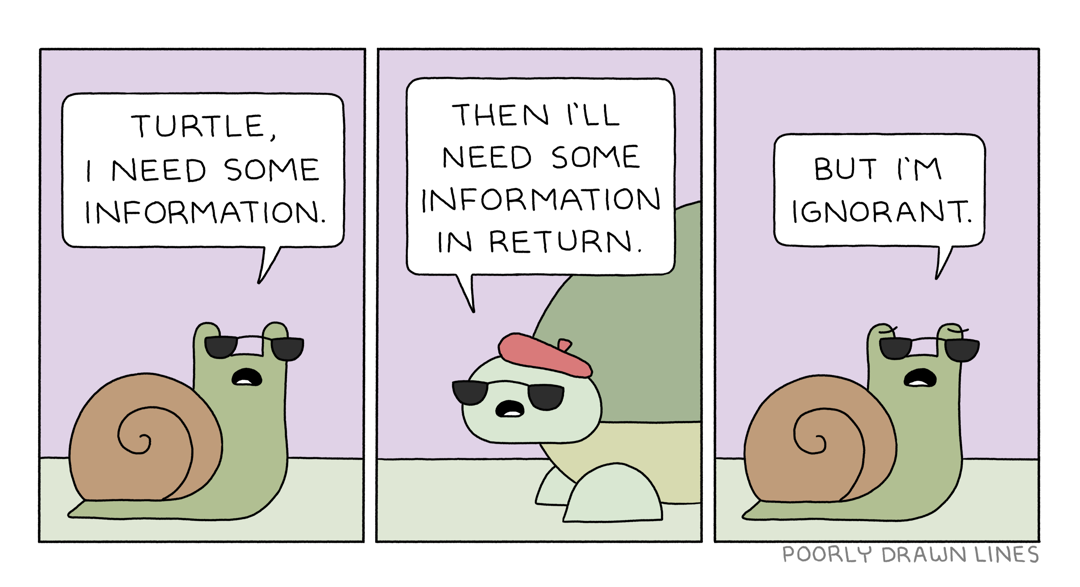 TURTLE,
I NEED SOME
INFORMATION.
THEN I'LL
NEED SOME
INFORMATION
IN RETURN.
BUT I'M
IGNORANT.
POORLY DRAWN LINES